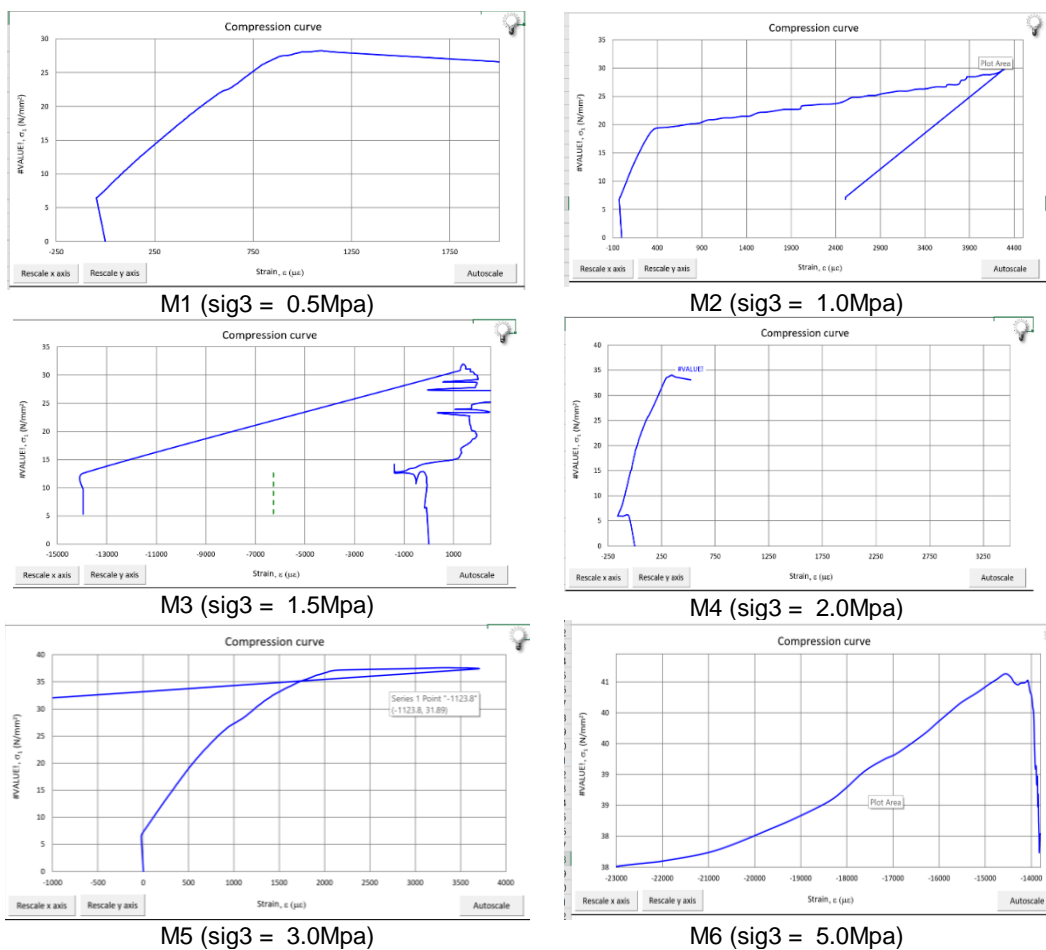 Compression curve
#VALUE!, σ₁ (N/mm²)
30
25
20
15
10
5
0
-250 250 750 1250 1750
Rescale x axis Rescale y axis Strain, ε (με) Autoscale
M1 (sig3 = 0.5Mpa)
Compression curve
#VALUE!, σ₁ (N/mm²)
35
30
25
20
15
10
5
0
Plot Area
-100 400 900 1400 1900 2400 2900 3400 3900 4400
Rescale x axis Rescale y axis Strain, ε (με) Autoscale
M2 (sig3 = 1.0Mpa)
Compression curve
#VALUE!, σ₁ (N/mm²)
35
30
25
20
15
10
5
0
-15000 -13000 -11000 -9000 -7000 -5000 -3000 -1000 1000
Rescale x axis Rescale y axis Strain, ε (με) Autoscale
M3 (sig3 = 1.5Mpa)
Compression curve
#VALUE!, σ₁ (N/mm²)
40
35
30
25
20
15
10
5
0
#VALUE!
-250 250 750 1250 1750 2250 2750 3250
Rescale x axis Rescale y axis Strain, ε (με) Autoscale
M4 (sig3 = 2.0Mpa)
Compression curve
#VALUE!, σ₁ (N/mm²)
40
35
30
25
20
15
10
5
0
Series 1 Point "-1123.8"
(-1123.8, 31.89)
-1000 -500 0 500 1000 1500 2000 2500 3000 3500 4000
Rescale x axis Rescale y axis Strain, ε (με) Autoscale
M5 (sig3 = 3.0Mpa)
Compression curve
#VALUE!, σ₁ (N/mm²)
41
41
40
40
39
39
38
38
Plot Area
-23000 -22000 -21000 -20000 -19000 -18000 -17000 -16000 -15000 -14000
Rescale x axis Rescale y axis Strain, ε (με) Autoscale
M6 (sig3 = 5.0Mpa)